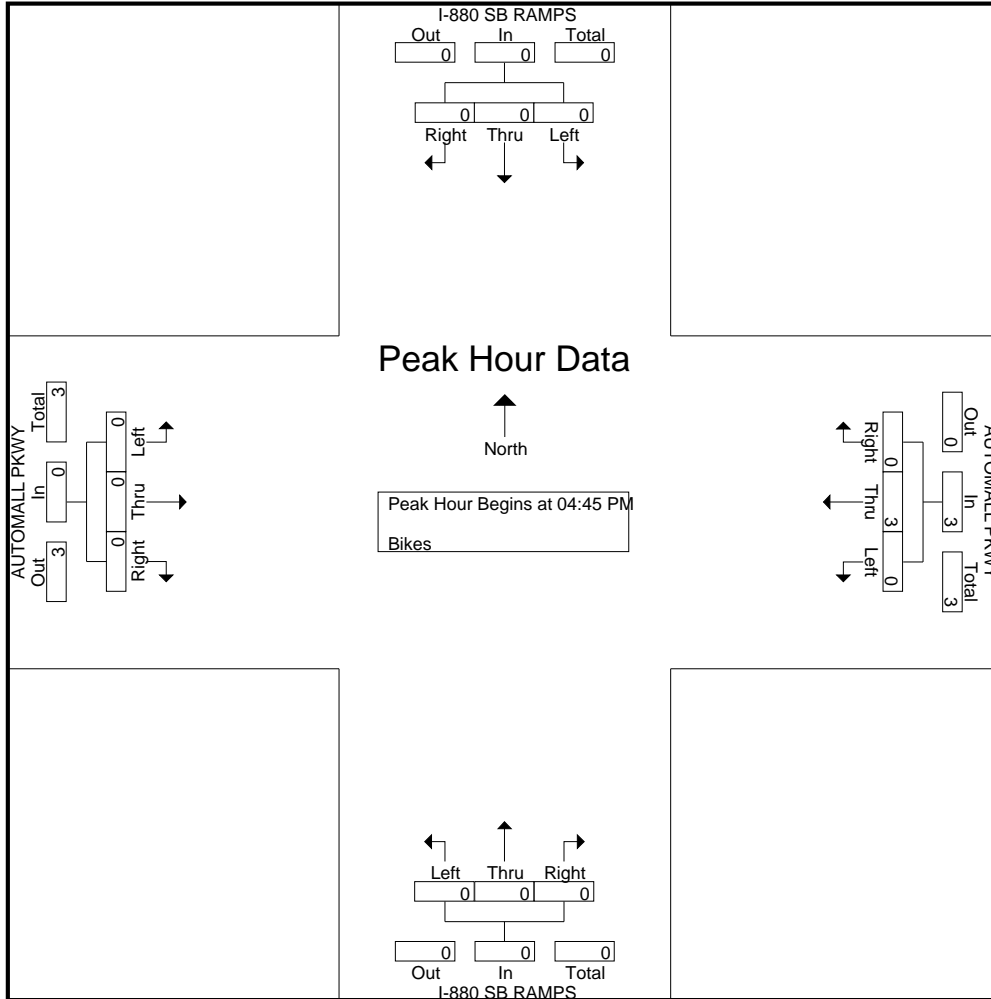 I-880 SB RAMPS
Out In Total
0 0 0
0 0 0
Right Thru Left
Peak Hour Data
North
Peak Hour Begins at 04:45 PM
Bikes
AUTOMALL PKWY
Out In Total
3 0 3
Left Thru Right
0 0 0
AUTOMALL PKWY
Out In Total
0 3 3
Right Thru Left
0 3 0
Left Thru Right
0 0 0
0 0 0
Out In Total
I-880 SB RAMPS